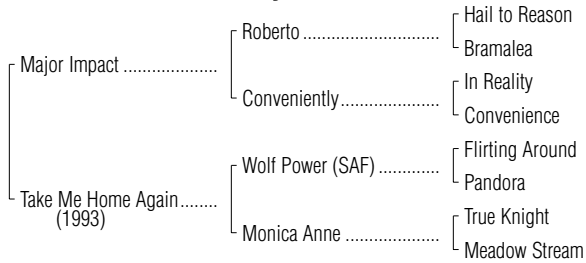 Hail to Reason
Roberto .............................
Bramalea
Major Impact ....................
In Reality
Conveniently.....................
Convenience
Flirting Around
Wolf Power (SAF) .............
Pandora
Take Me Home Again........
(1993)
True Knight
Monica Anne ....................
Meadow Stream